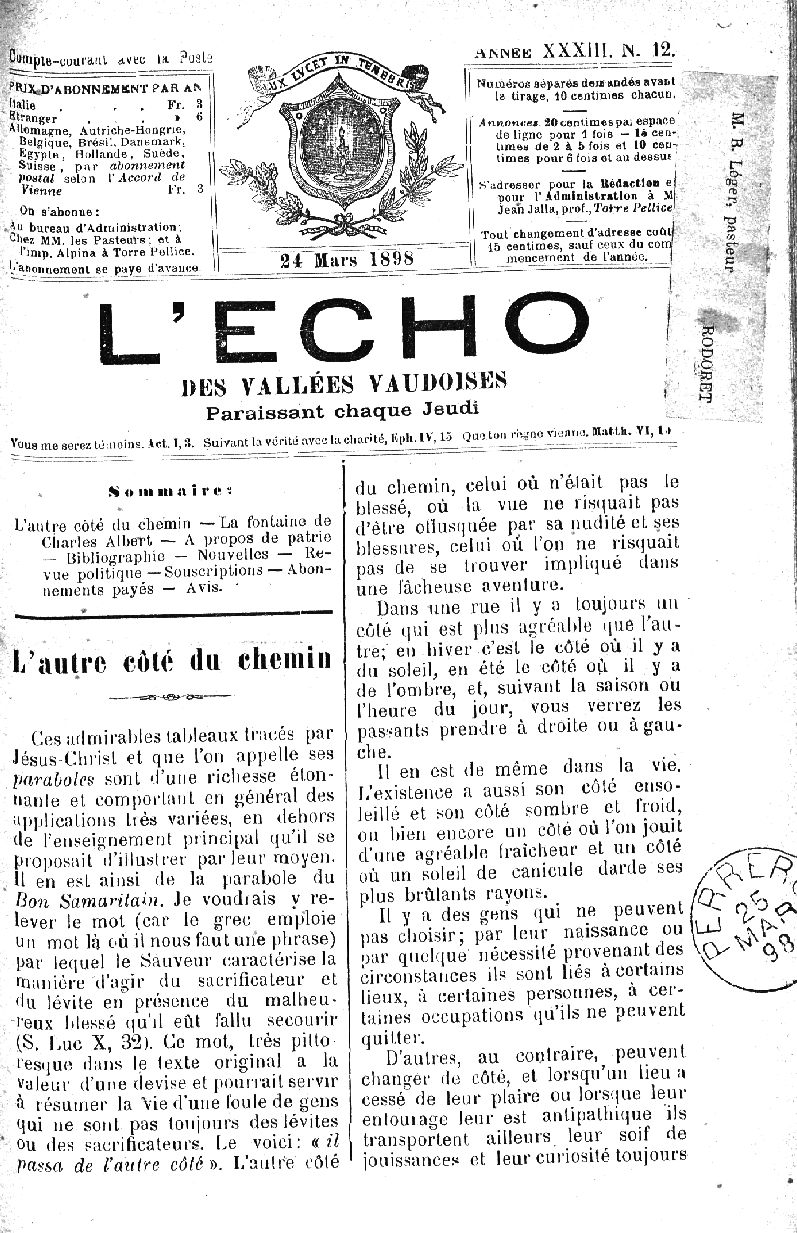 Compte-courant avec la Poste
PRIX D'ABONNEMENT PAR AN
Italie . . . Fr. 3
Etranger . . . » 6
Allemagne, Autriche-Hongrie,
Belgique, Brésil, Danemark,
Egypte, Hollande, Suède,
Suisse, par abonnement
postal selon l'Accord de
Vienne Fr. 3
On s'abonne:
Au bureau d'Administration;
Chez MM. les Pasteurs; et à
l'Imp. Alpina à Torre Pellice.
L'abonnement se paye d'avance
LUX LUCET IN TENEBRIS
24 Mars 1898
ANNÉE XXXIII. N. 12.
Numéros séparés demandés avant
le tirage, 10 centimes chacun.
Annonces. 20 centimes par espace
de ligne pour 1 fois — 15 cen-
times de 2 à 5 fois et 10 cen-
times pour 6 fois et au dessus
S'adresser pour la Rédaction e
pour l'Administration à M
Jean Jalla, prof., Torre Pellice
Tout changement d'adresse coût
15 centimes, sauf ceux du com
mencement de l'année.
M. R. Léger, pasteur
RODORET
L'ECHO
DES VALLÉES VAUDOISES
Paraissant chaque Jeudi
Vous me serez témoins. Act. I, 3. Suivant la vérité avec la charité, Eph. IV, 15 Que ton règne vienne. Matth. VI, 10
Sommaire:
L'autre côté du chemin — La fontaine de
Charles Albert — A propos de patrie
— Bibliographie — Nouvelles — Re-
vue politique — Souscriptions — Abon-
nements payés — Avis.
L'autre côté du chemin
Ces admirables tableaux tracés par
Jésus-Christ et que l'on appelle ses
paraboles sont d'une richesse éton-
nante et comportant en général des
applications très variées, en dehors
de l'enseignement principal qu'il se
proposait d'illustrer par leur moyen.
Il en est ainsi de la parabole du
Bon Samaritain. Je voudrais y re-
lever le mot (car le grec emploie
un mot là où il nous faut une phrase)
par lequel le Sauveur caractérise la
manière d'agir du sacrificateur et
du lévite en présence du malheu-
reux blessé qu'il eût fallu secourir
(S. Luc X, 32). Ce mot, très pitto-
resque dans le texte original a la
valeur d'une devise et pourrait servir
à résumer la vie d'une foule de gens
qui ne sont pas toujours des lévites
ou des sacrificateurs. Le voici: « il
passa de l'autre côté ». L'autre côté
du chemin, celui où n'était pas le
blessé, où la vue ne risquait pas
d'être offusquée par sa nudité et ses
blessures, celui où l'on ne risquait
pas de se trouver impliqué dans
une fâcheuse aventure.
Dans une rue il y a toujours un
côté qui est plus agréable que l'au-
tre; en hiver c'est le côté où il y a
du soleil, en été le côté où il y a
de l'ombre, et, suivant la saison ou
l'heure du jour, vous verrez les
passants prendre à droite ou à gau-
che.
Il en est de même dans la vie.
L'existence a aussi son côté enso-
leillé et son côté sombre et froid,
ou bien encore un côté où l'on jouit
d'une agréable fraîcheur et un côté
où un soleil de canicule darde ses
plus brûlants rayons.
Il y a des gens qui ne peuvent
pas choisir; par leur naissance ou
par quelque nécessité provenant des
circonstances ils sont liés à certains
lieux, à certaines personnes, à cer-
taines occupations qu'ils ne peuvent
quitter.
D'autres, au contraire, peuvent
changer de côté, et lorsqu'un lieu a
cessé de leur plaire ou lorsque leur
entourage leur est antipathique ils
transportent ailleurs leur soif de
jouissances et leur curiosité toujours
PERRERO
25
MAR
98